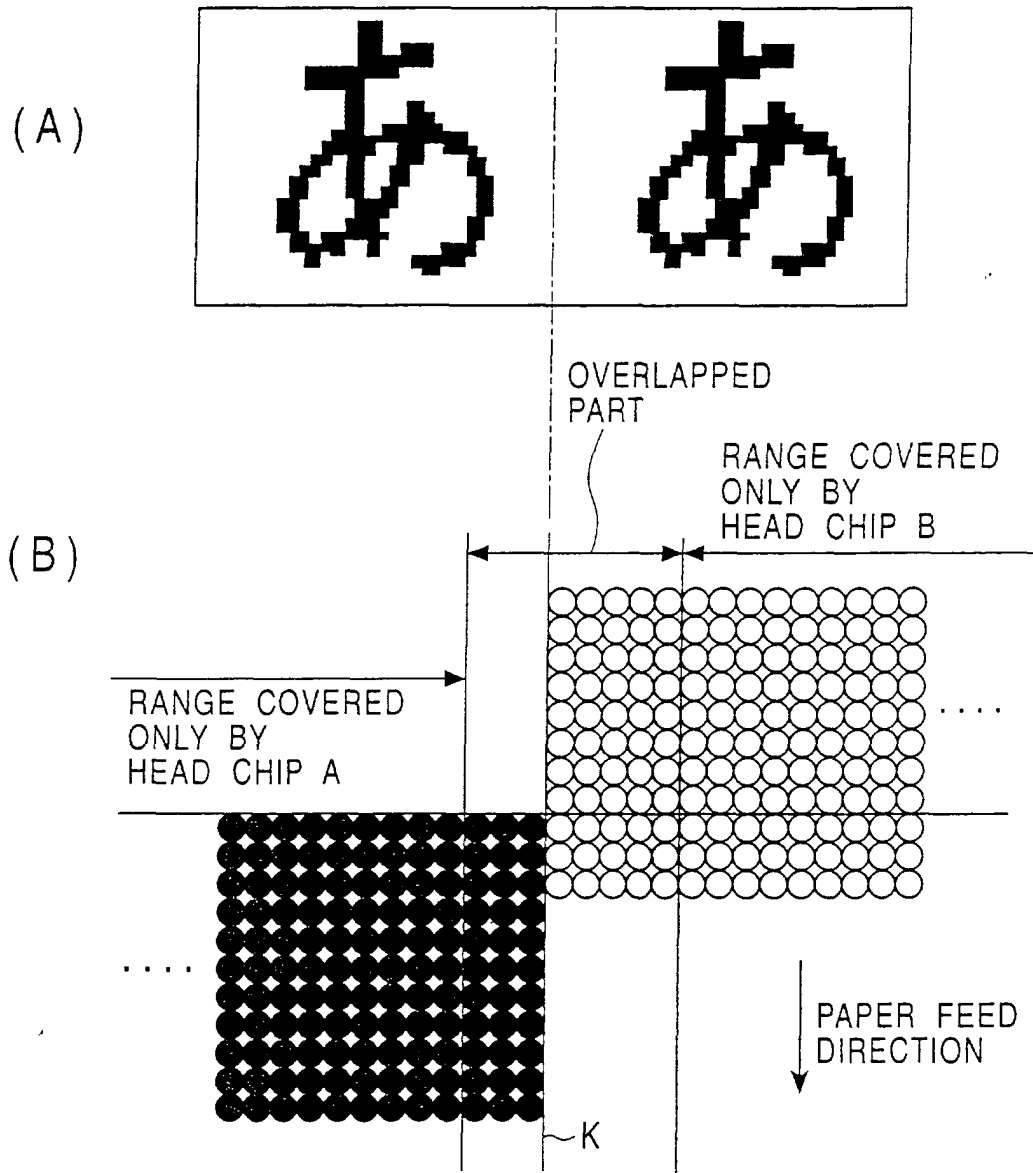 (A)
あ あ
OVERLAPPED
PART
RANGE COVERED
ONLY BY
HEAD CHIP B
(B)
RANGE COVERED
ONLY BY
HEAD CHIP A
....
....
PAPER FEED
DIRECTION
K